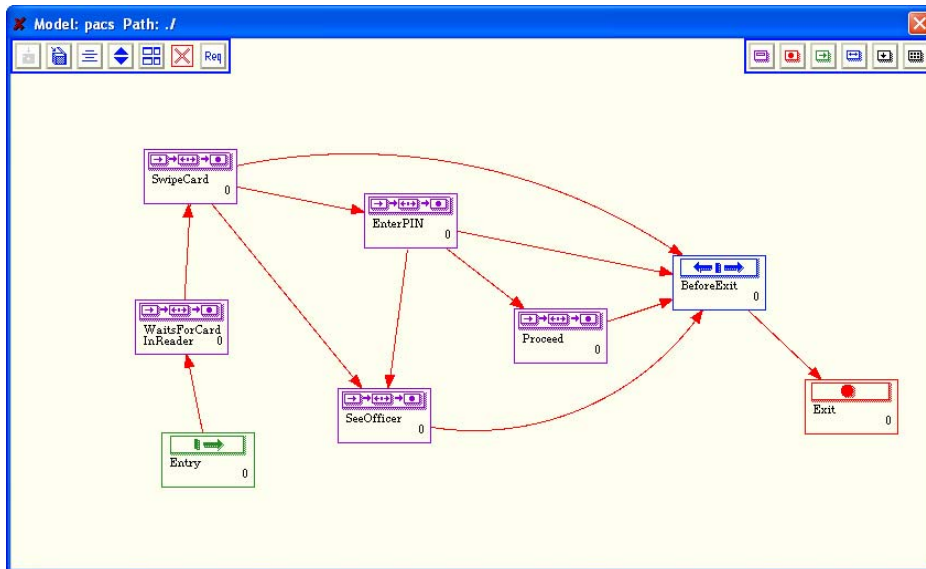 Model: pacs Path: ./
Req
SwipeCard
0
EnterPIN
0
BeforeExit
0
WaitsForCard
InReader 0
Proceed
0
SeeOfficer
0
Exit
0
Entry
0